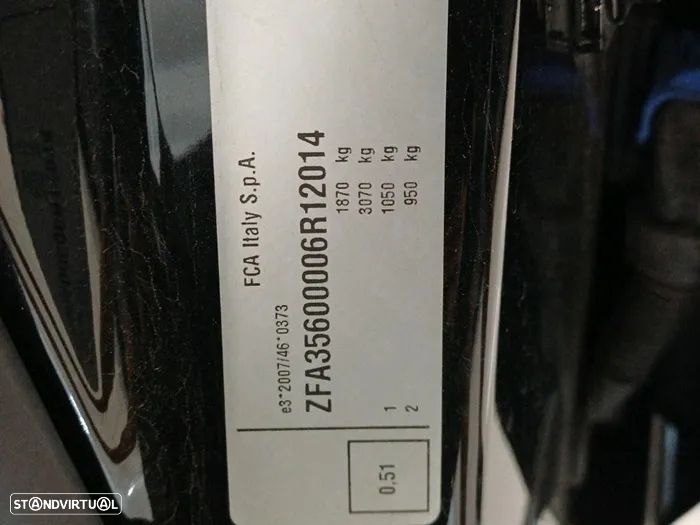 FCA Italy S.p.A.
e3*2007/46*0373
ZFA35600006R12014
1870 kg
3070 kg
1 1050 kg
2 950 kg
0,51
STANDVIRTUAL